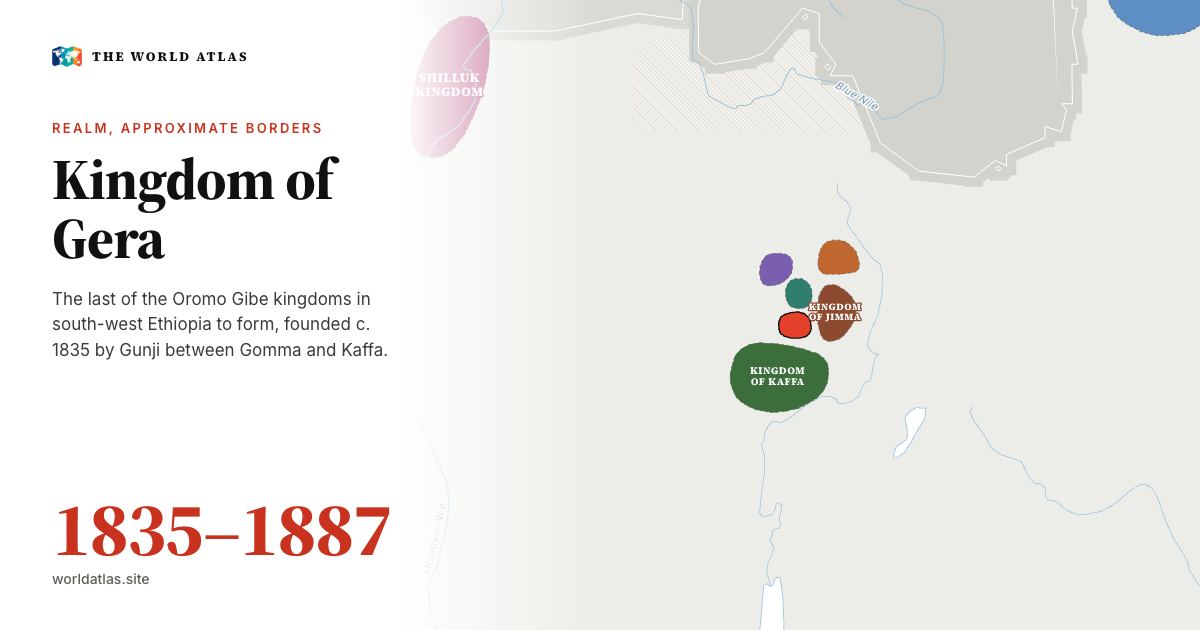 THE WORLD ATLAS
REALM, APPROXIMATE BORDERS
Kingdom of
Gera
The last of the Oromo Gibe kingdoms in
south-west Ethiopia to form, founded c.
1835 by Gunji between Gomma and Kaffa.
1835–1887
worldatlas.site
SHILLUK
KINGDOM
Blue Nile
KINGDOM
OF JIMMA
KINGDOM
OF KAFFA
Mountain Nile